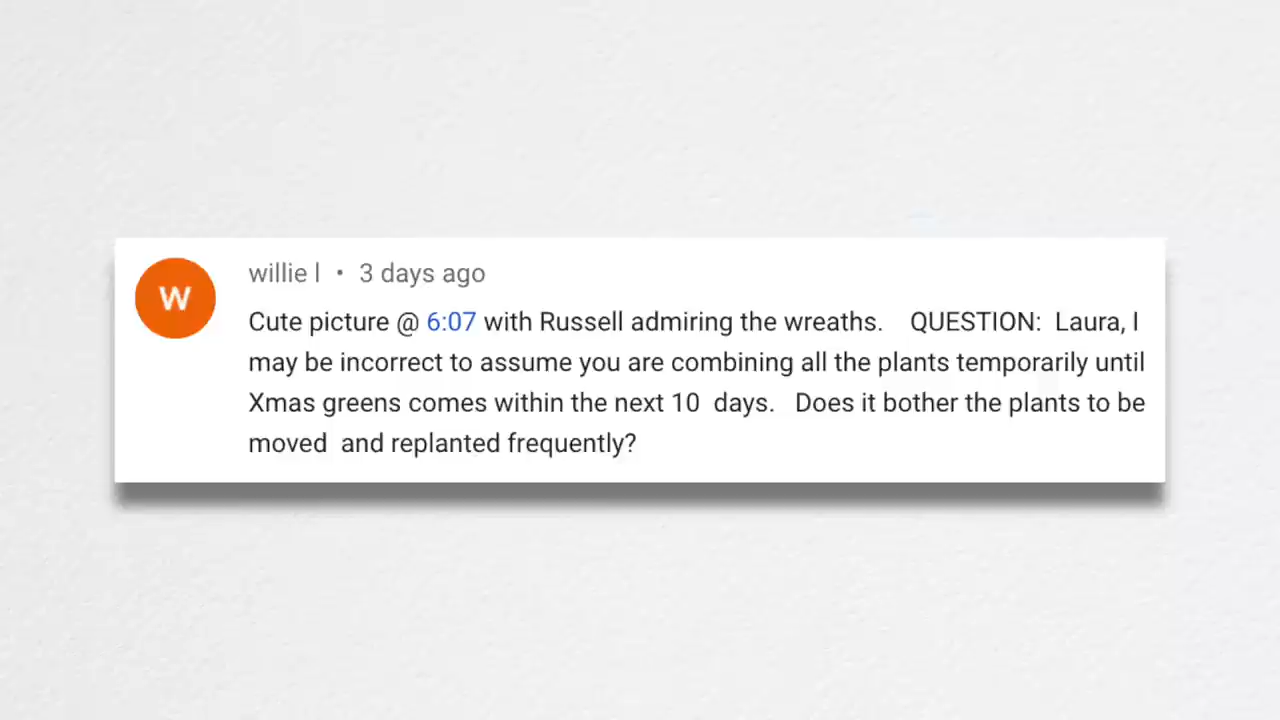 W
willie l • 3 days ago
Cute picture @ 6:07 with Russell admiring the wreaths. QUESTION: Laura, I
may be incorrect to assume you are combining all the plants temporarily until
Xmas greens comes within the next 10 days. Does it bother the plants to be
moved and replanted frequently?